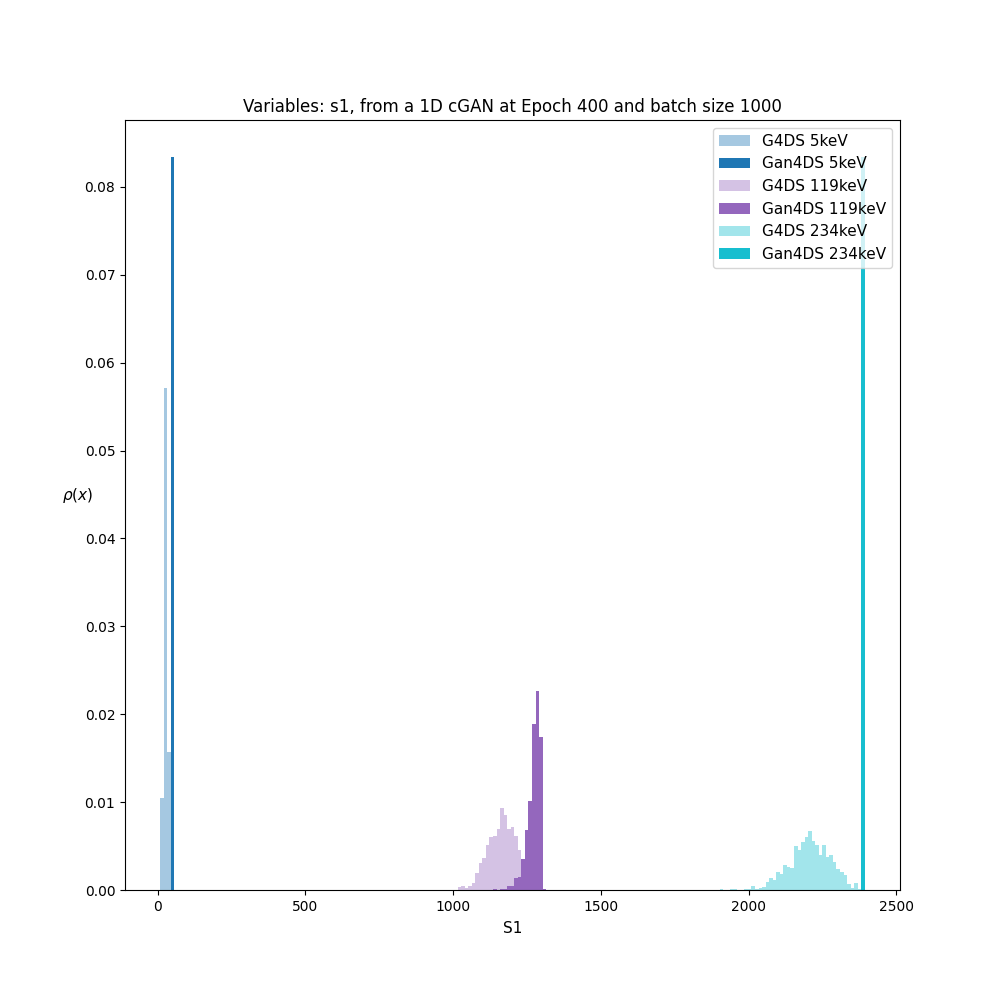 Variables: s1, from a 1D cGAN at Epoch 400 and batch size 1000
G4DS 5keV
Gan4DS 5keV
G4DS 119keV
Gan4DS 119keV
G4DS 234keV
Gan4DS 234keV
0.08
0.07
0.06
0.05
ρ(x)
0.04
0.03
0.02
0.01
0.00
0 500 1000 1500 2000 2500
S1